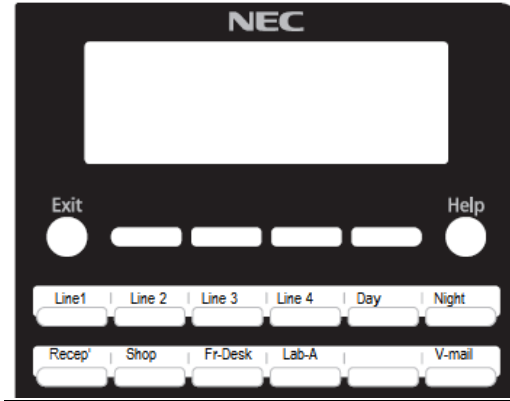 NEC
Exit Help
Line1 Line 2 Line 3 Line 4 Day Night
Recep' Shop Fr-Desk Lab-A V-mail